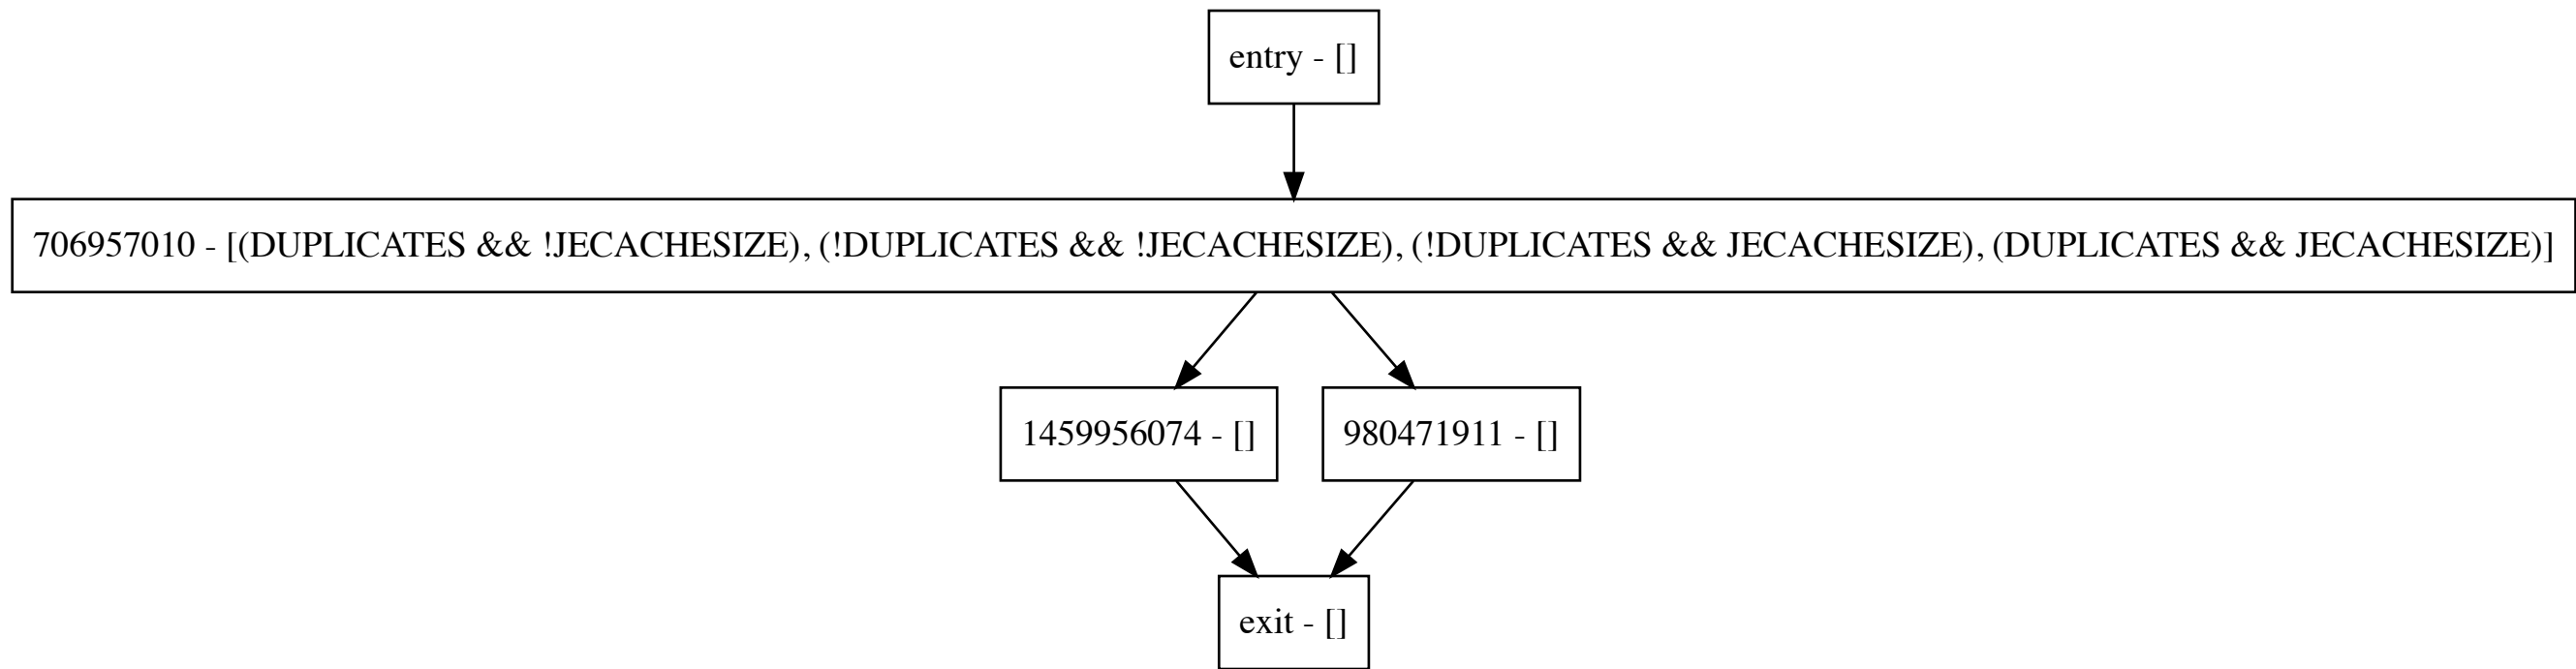 entry - []
706957010 - [(DUPLICATES && !JECACHESIZE), (!DUPLICATES && !JECACHESIZE), (!DUPLICATES && JECACHESIZE), (DUPLICATES && JECACHESIZE)]
1459956074 - []
980471911 - []
exit - []